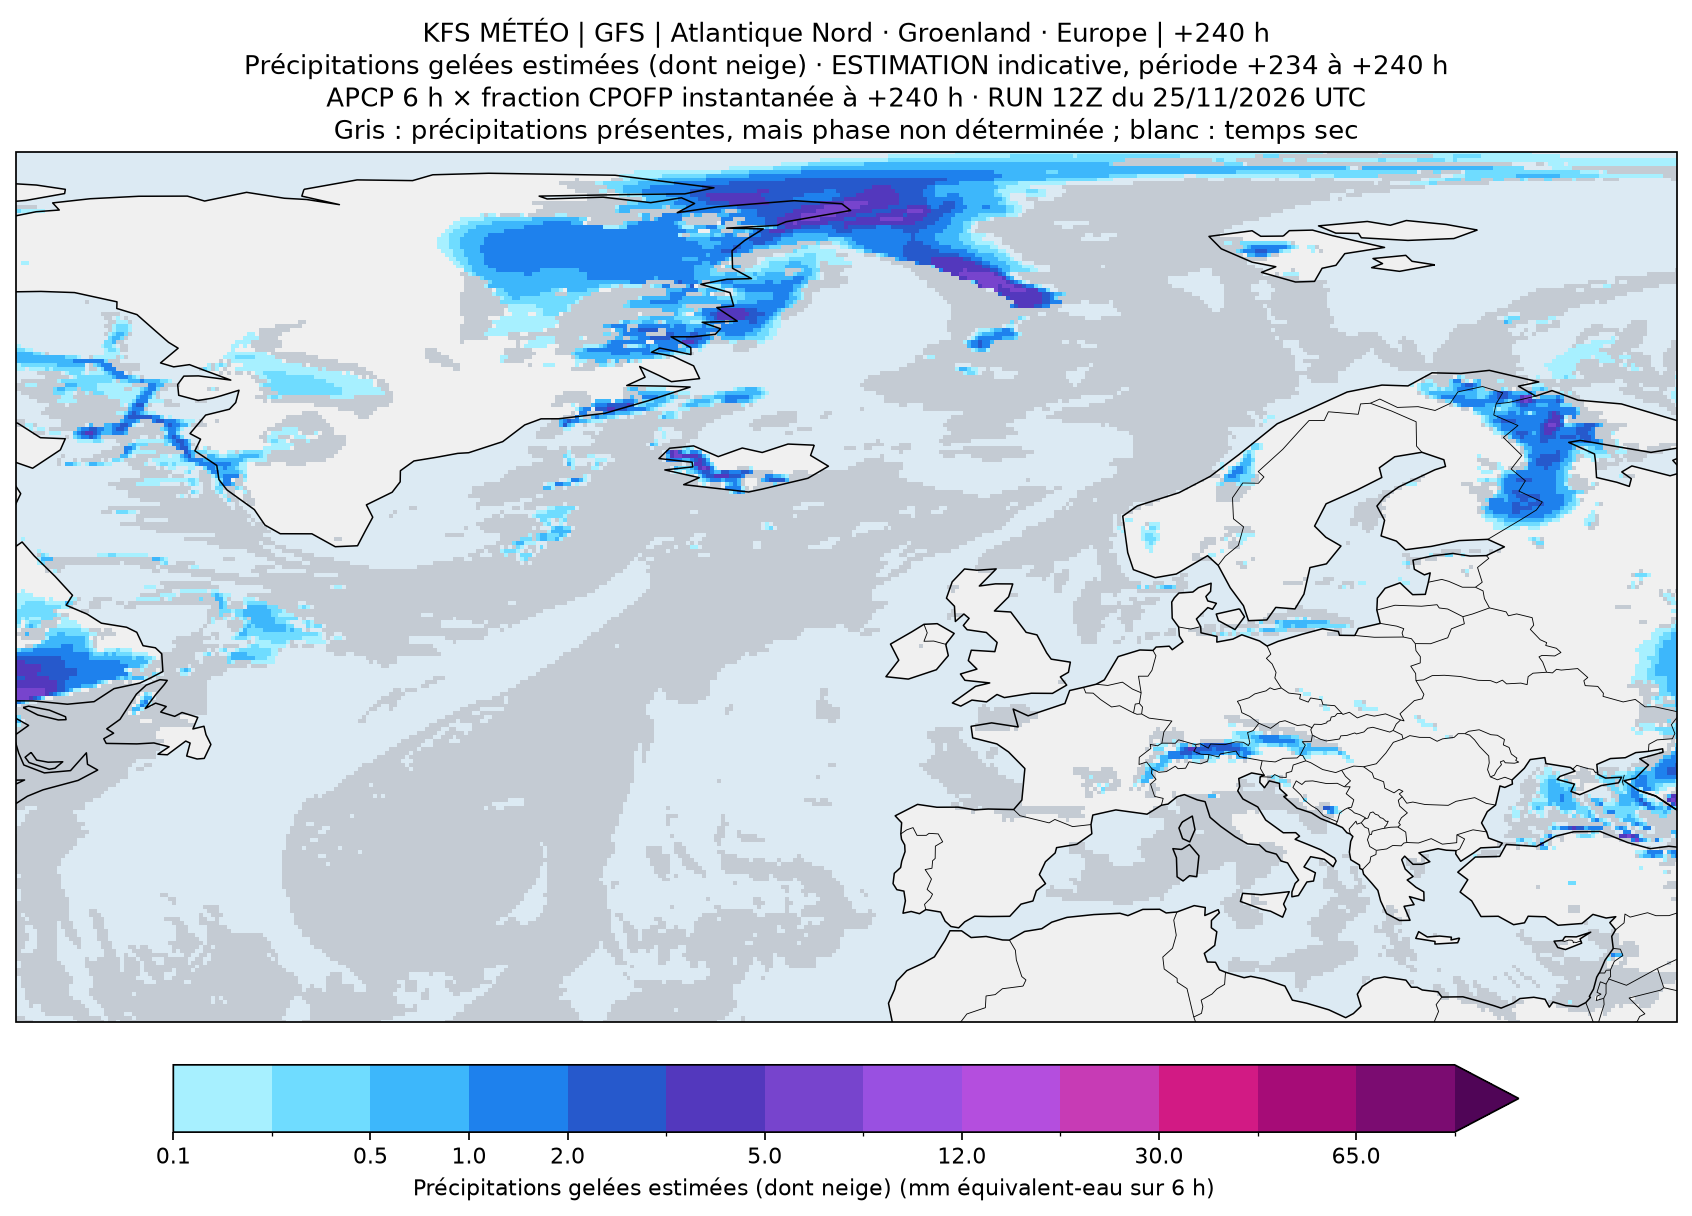 KFS MÉTÉO | GFS | Atlantique Nord · Groenland · Europe | +240 h
Précipitations gelées estimées (dont neige) · ESTIMATION indicative, période +234 à +240 h
APCP 6 h × fraction CPOFP instantanée à +240 h · RUN 12Z du 25/11/2026 UTC
Gris : précipitations présentes, mais phase non déterminée ; blanc : temps sec
0.1 0.5 1.0 2.0 5.0 12.0 30.0 65.0
Précipitations gelées estimées (dont neige) (mm équivalent-eau sur 6 h)